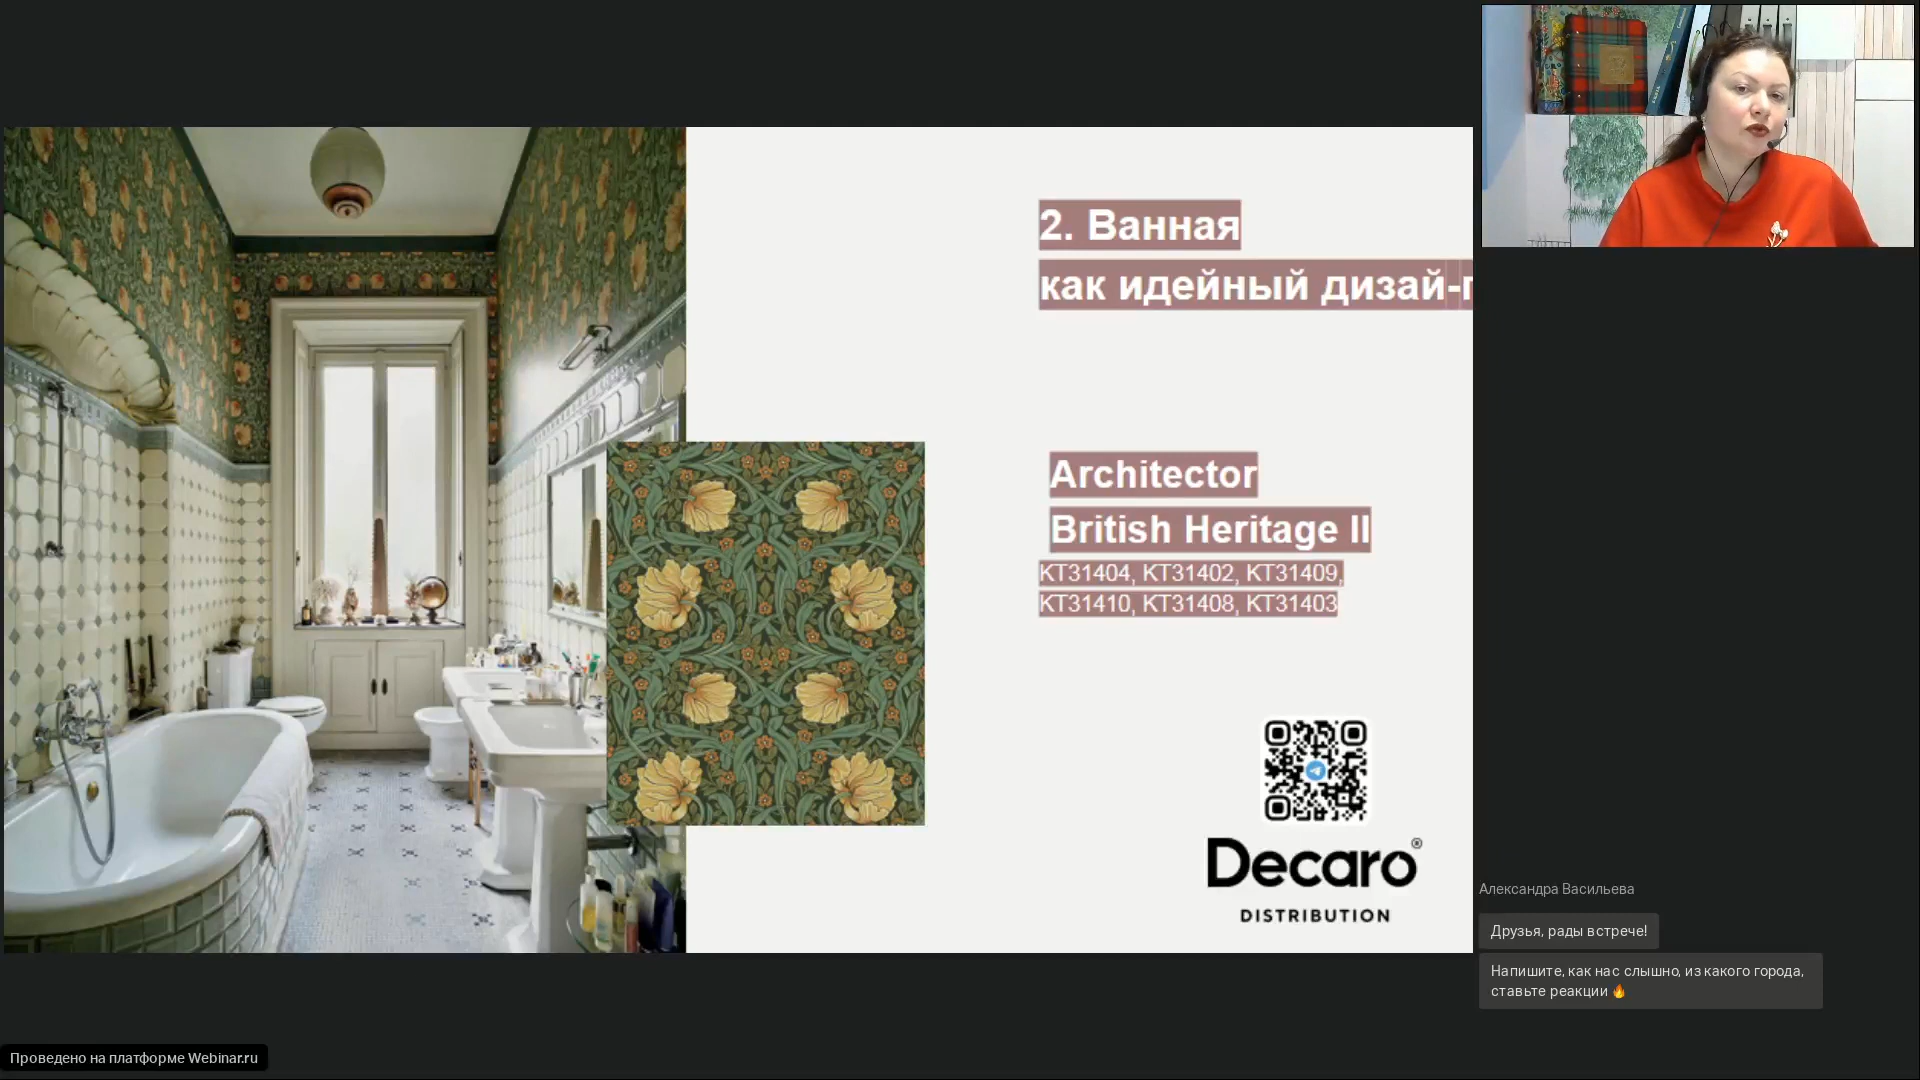 2. Ванная
как идейный дизай-
Architector
British Heritage II
KT31404, KT31402, KT31409,
KT31410, KT31408, KT31403
Decaro®
DISTRIBUTION
Александра Васильева
Друзья, рады встрече!
Напишите, как нас слышно, из какого города,
ставьте реакции 🔥
Проведено на платформе Webinar.ru